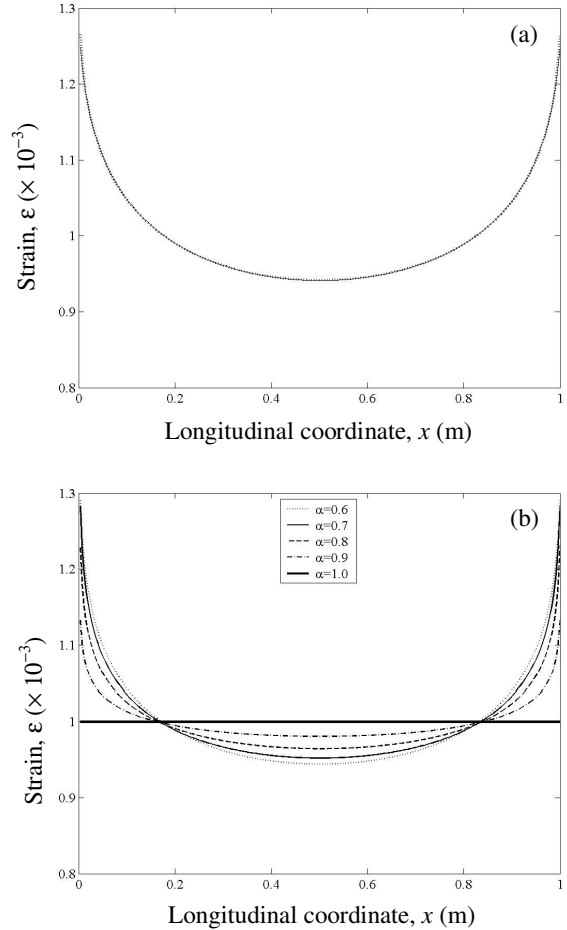 1.3
(a)
1.2
1.1
1
0.9
0.8
Strain, ε (× 10⁻³)
0 0.2 0.4 0.6 0.8 1
Longitudinal coordinate, x (m)
1.3
(b)
α=0.6
α=0.7
α=0.8
α=0.9
α=1.0
1.2
1.1
1
0.9
0.8
Strain, ε (× 10⁻³)
0 0.2 0.4 0.6 0.8 1
Longitudinal coordinate, x (m)